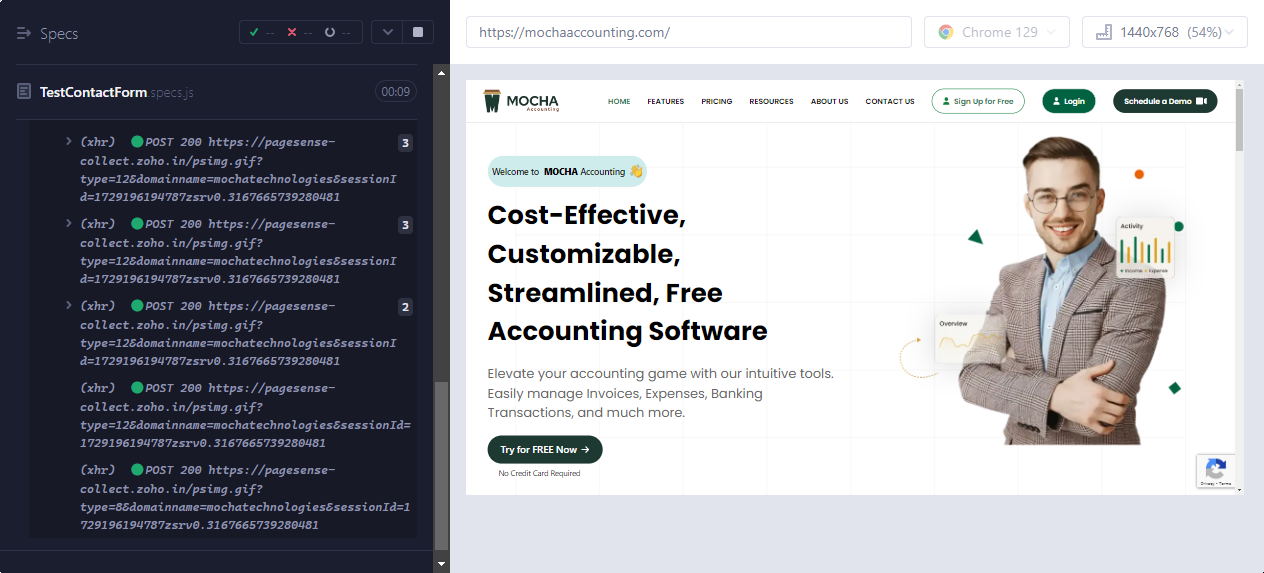 Specs
-- -- --
https://mochaaccounting.com/
Chrome 129
1440x768 (54%)
TestContactForm.specs.js
00:09
(xhr) POST 200 https://pagesense-
collect.zoho.in/psimg.gif?
type=12&domainname=mochatechnologies&sessionI
d=1729196194787zsrv0.3167665739280481
3
(xhr) POST 200 https://pagesense-
collect.zoho.in/psimg.gif?
type=12&domainname=mochatechnologies&sessionI
d=1729196194787zsrv0.3167665739280481
3
(xhr) POST 200 https://pagesense-
collect.zoho.in/psimg.gif?
type=12&domainname=mochatechnologies&sessionI
d=1729196194787zsrv0.3167665739280481
2
(xhr) POST 200 https://pagesense-
collect.zoho.in/psimg.gif?
type=12&domainname=mochatechnologies&sessionId=
1729196194787zsrv0.3167665739280481
(xhr) POST 200 https://pagesense-
collect.zoho.in/psimg.gif?
type=8&domainname=mochatechnologies&sessionId=1
729196194787zsrv0.3167665739280481
MOCHA
Accounting
HOME FEATURES PRICING RESOURCES ABOUT US CONTACT US Sign Up for Free Login Schedule a Demo
Welcome to MOCHA Accounting
Cost-Effective,
Customizable,
Streamlined, Free
Accounting Software
Elevate your accounting game with our intuitive tools.
Easily manage Invoices, Expenses, Banking
Transactions, and much more.
Try for FREE Now →
No Credit Card Required
Activity
Income Expense
Overview
Privacy - Terms